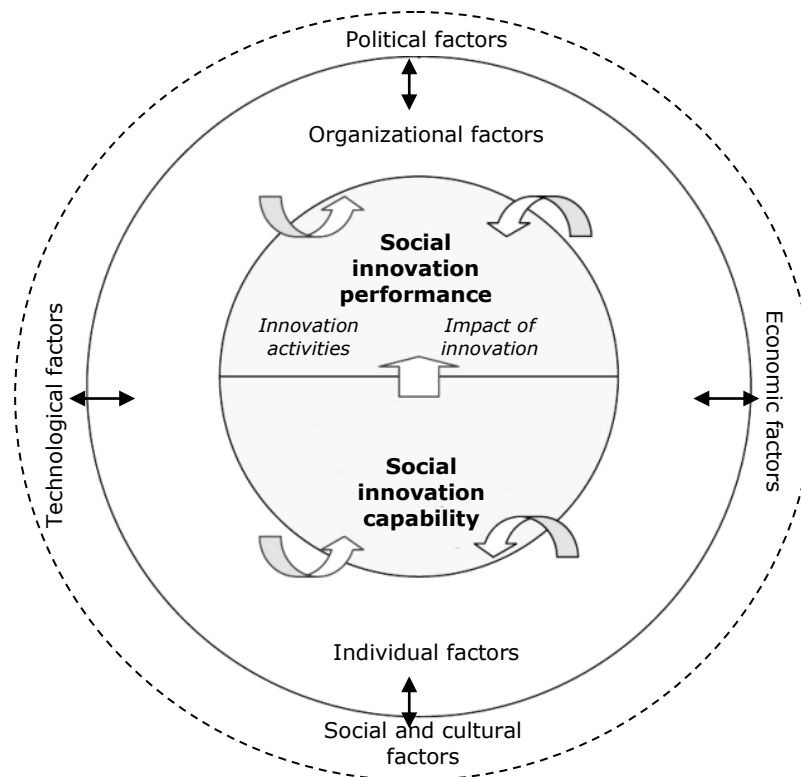 Political factors
Organizational factors
Social
innovation
performance
Innovation
activities
Impact of
innovation
Technological factors
Economic factors
Social
innovation
capability
Individual factors
Social and cultural
factors